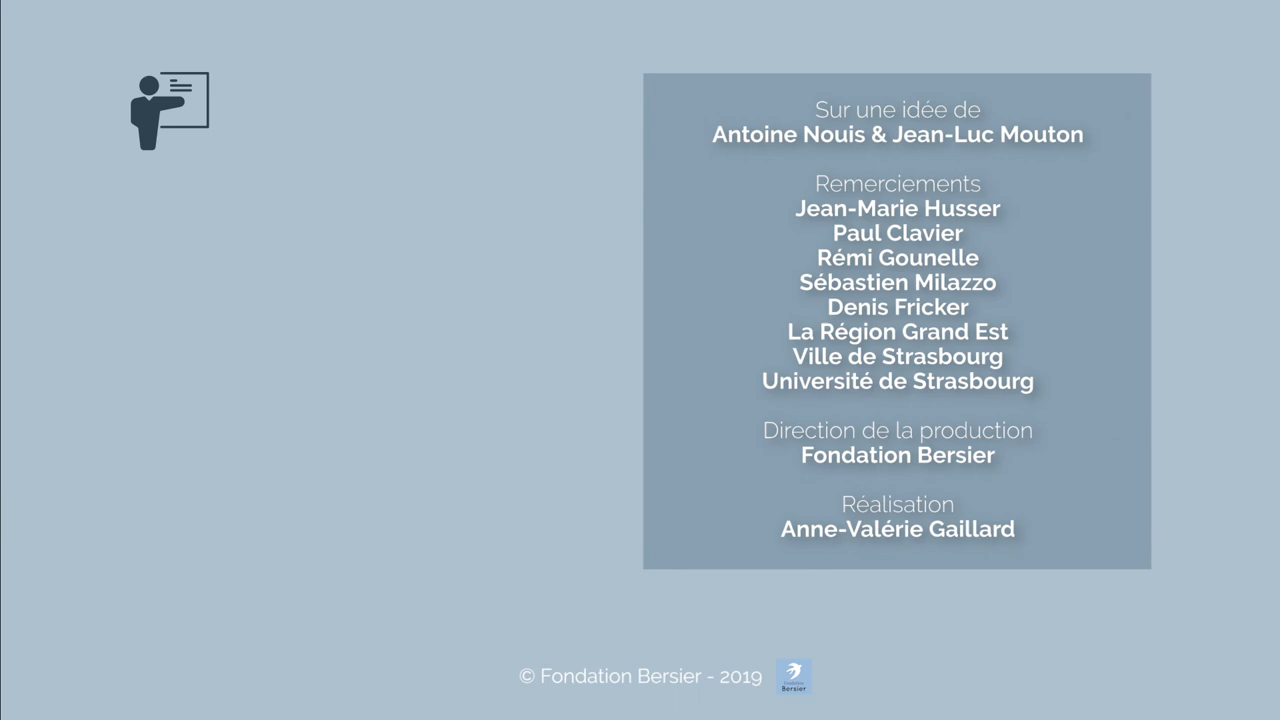 Sur une idée de
Antoine Nouis & Jean-Luc Mouton
Remerciements
Jean-Marie Husser
Paul Clavier
Rémi Gounelle
Sébastien Milazzo
Denis Fricker
La Région Grand Est
Ville de Strasbourg
Université de Strasbourg
Direction de la production
Fondation Bersier
Réalisation
Anne-Valérie Gaillard
© Fondation Bersier - 2019
Fondation
Bersier